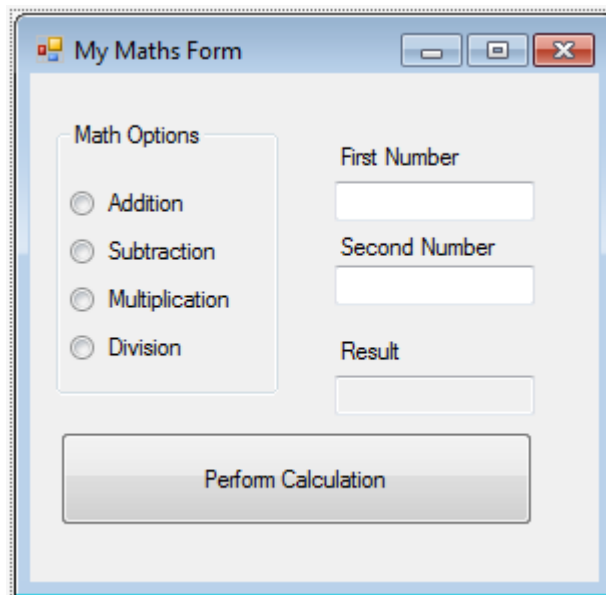 My Maths Form
Math Options
Addition
Subtraction
Multiplication
Division
First Number
Second Number
Result
Perform Calculation